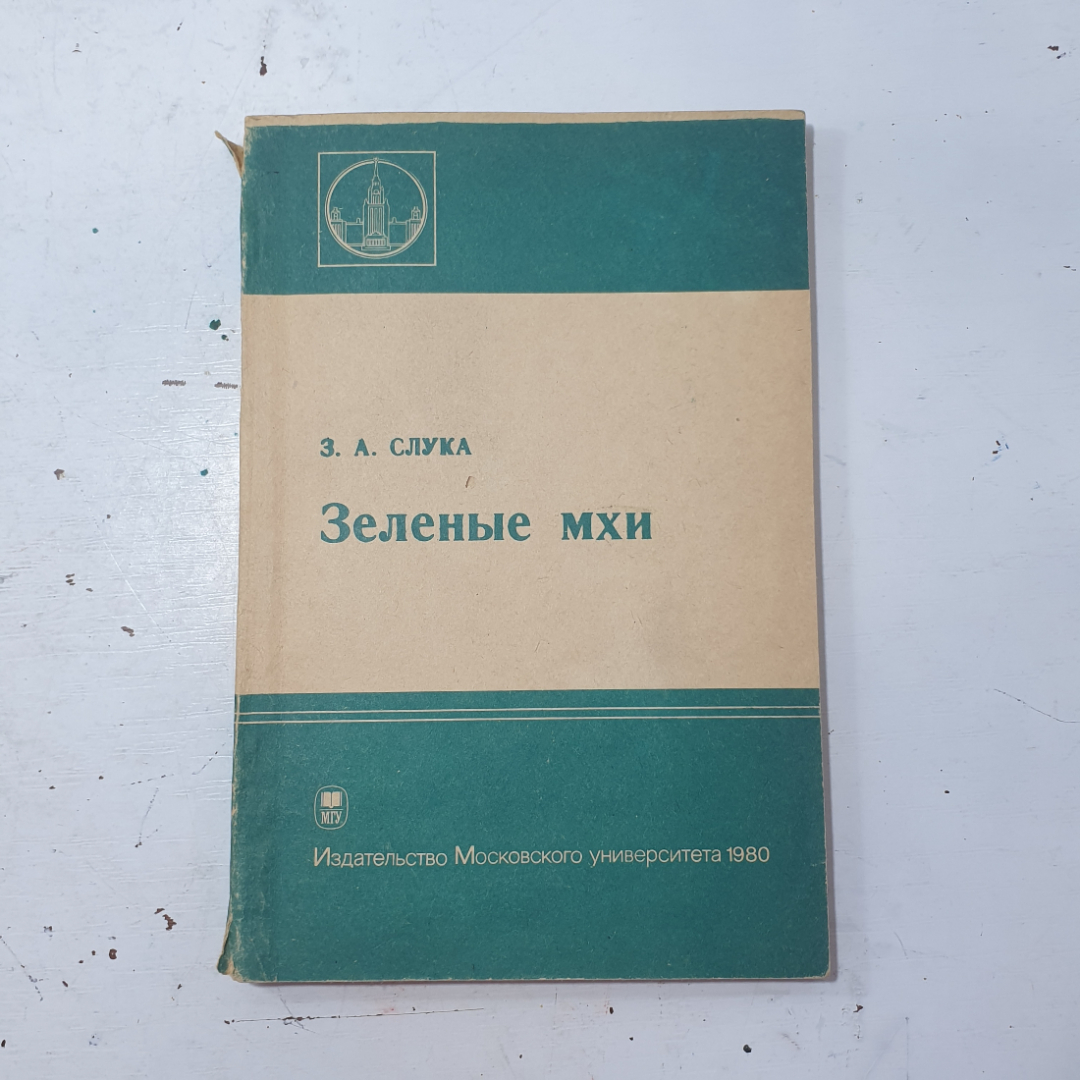 З. А. СЛУКА
Зеленые мхи
МГУ
Издательство Московского университета 1980